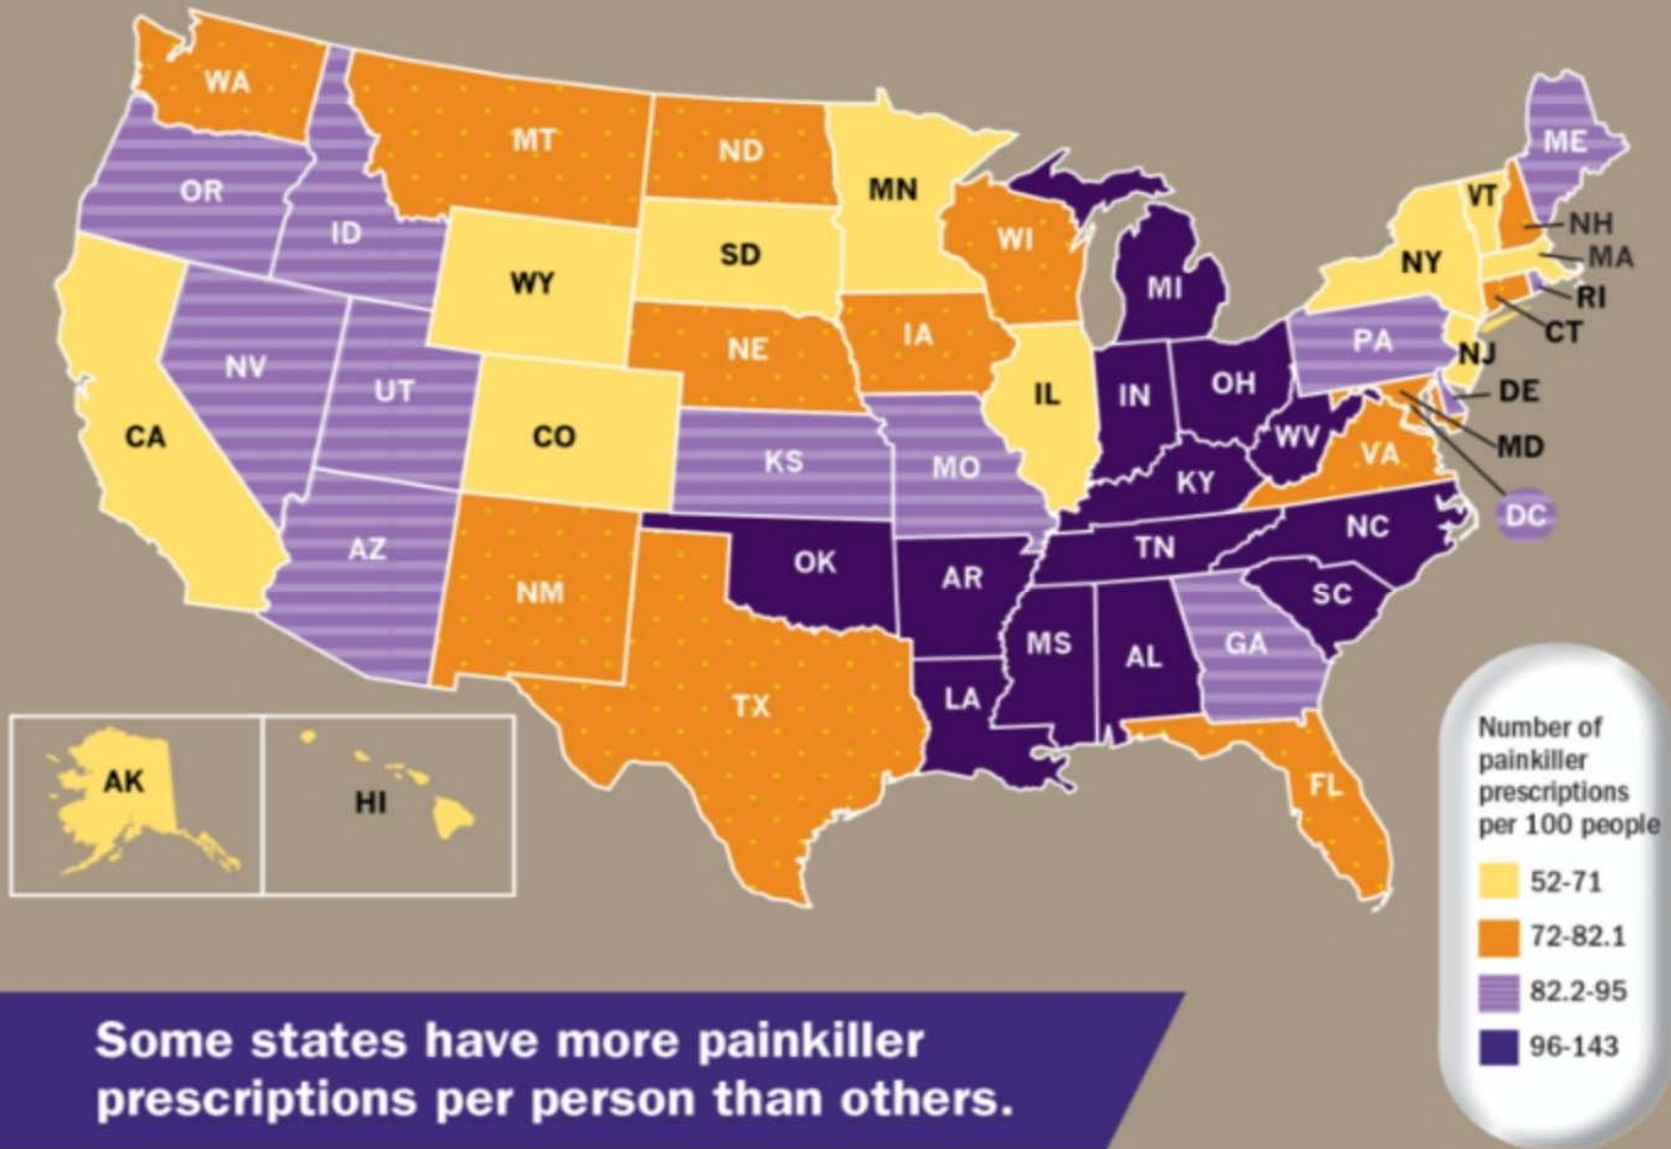 WA
MT
ND
MN
ME
OR
ID
SD
WI
VT
NH
WY
NY
MA
MI
RI
NE
IA
PA
CT
NV
UT
NJ
IL
IN
OH
DE
CA
CO
WV
MD
KS
MO
VA
KY
DC
AZ
NC
TN
OK
AR
NM
SC
MS
AL
GA
LA
TX
AK
HI
FL
Number of
painkiller
prescriptions
per 100 people
52-71
72-82.1
82.2-95
96-143
Some states have more painkiller
prescriptions per person than others.